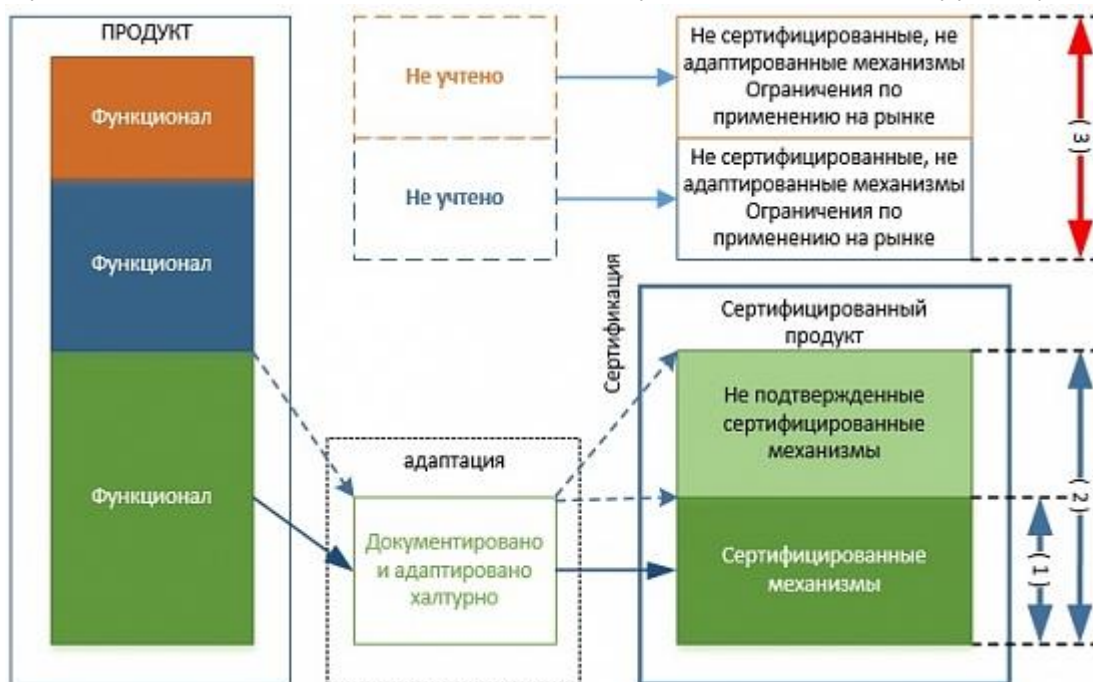 ПРОДУКТ
Функционал
Функционал
Функционал
Не учтено
Не учтено
адаптация
Документировано
и адаптировано
халтурно
Сертификация
Не сертифицированные, не
адаптированные механизмы
Ограничения по
применению на рынке
Не сертифицированные, не
адаптированные механизмы
Ограничения по
применению на рынке
Сертифицированный
продукт
Не подтвержденные
сертифицированные
механизмы
Сертифицированные
механизмы
( 3 )
( 2 )
( 1 )